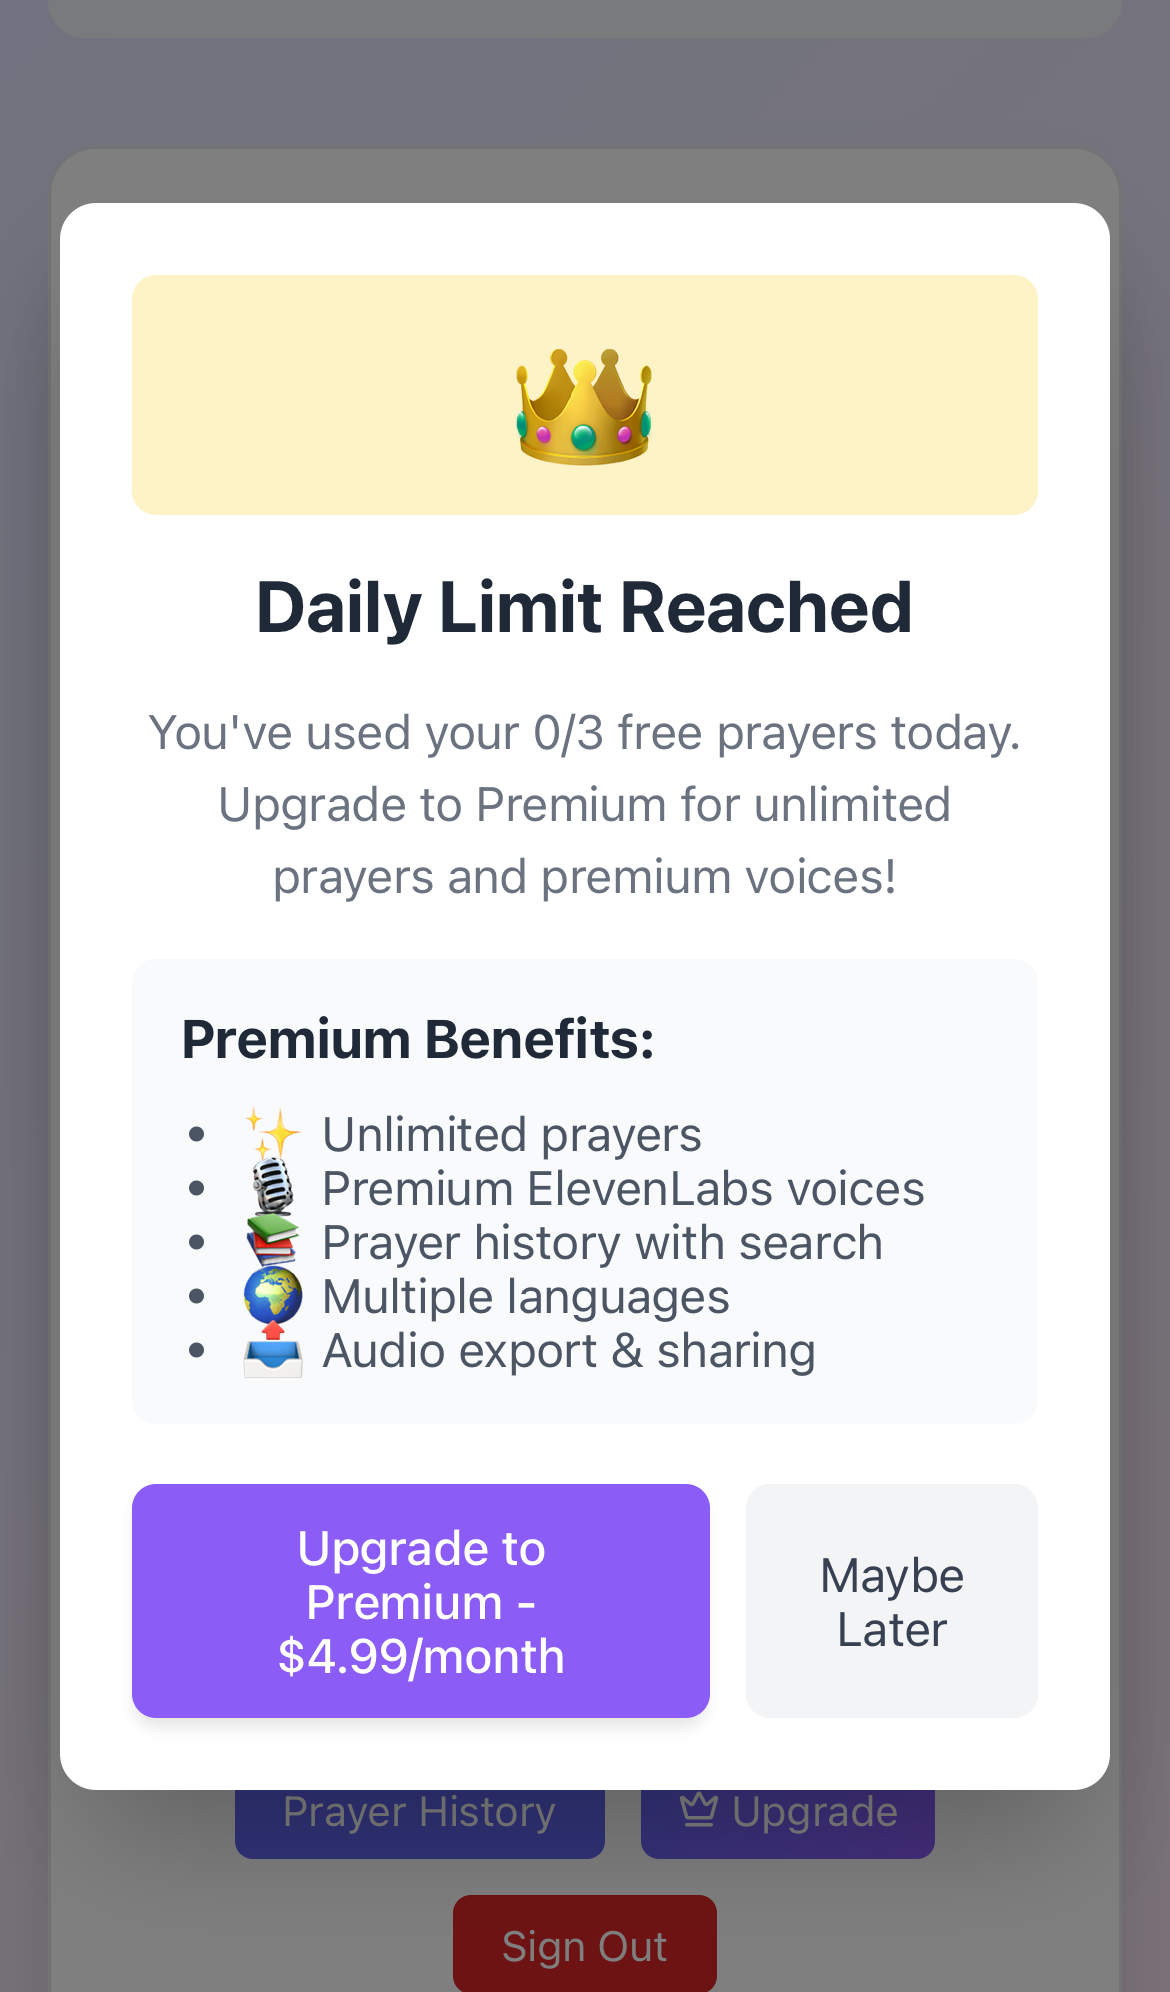 Daily Limit Reached
You've used your 0/3 free prayers today.
Upgrade to Premium for unlimited
prayers and premium voices!
Premium Benefits:
• ✨ Unlimited prayers
• 🎙️ Premium ElevenLabs voices
• 📚 Prayer history with search
• 🌍 Multiple languages
• 📤 Audio export & sharing
Upgrade to
Premium -
$4.99/month
Maybe
Later
Prayer History
Upgrade
Sign Out